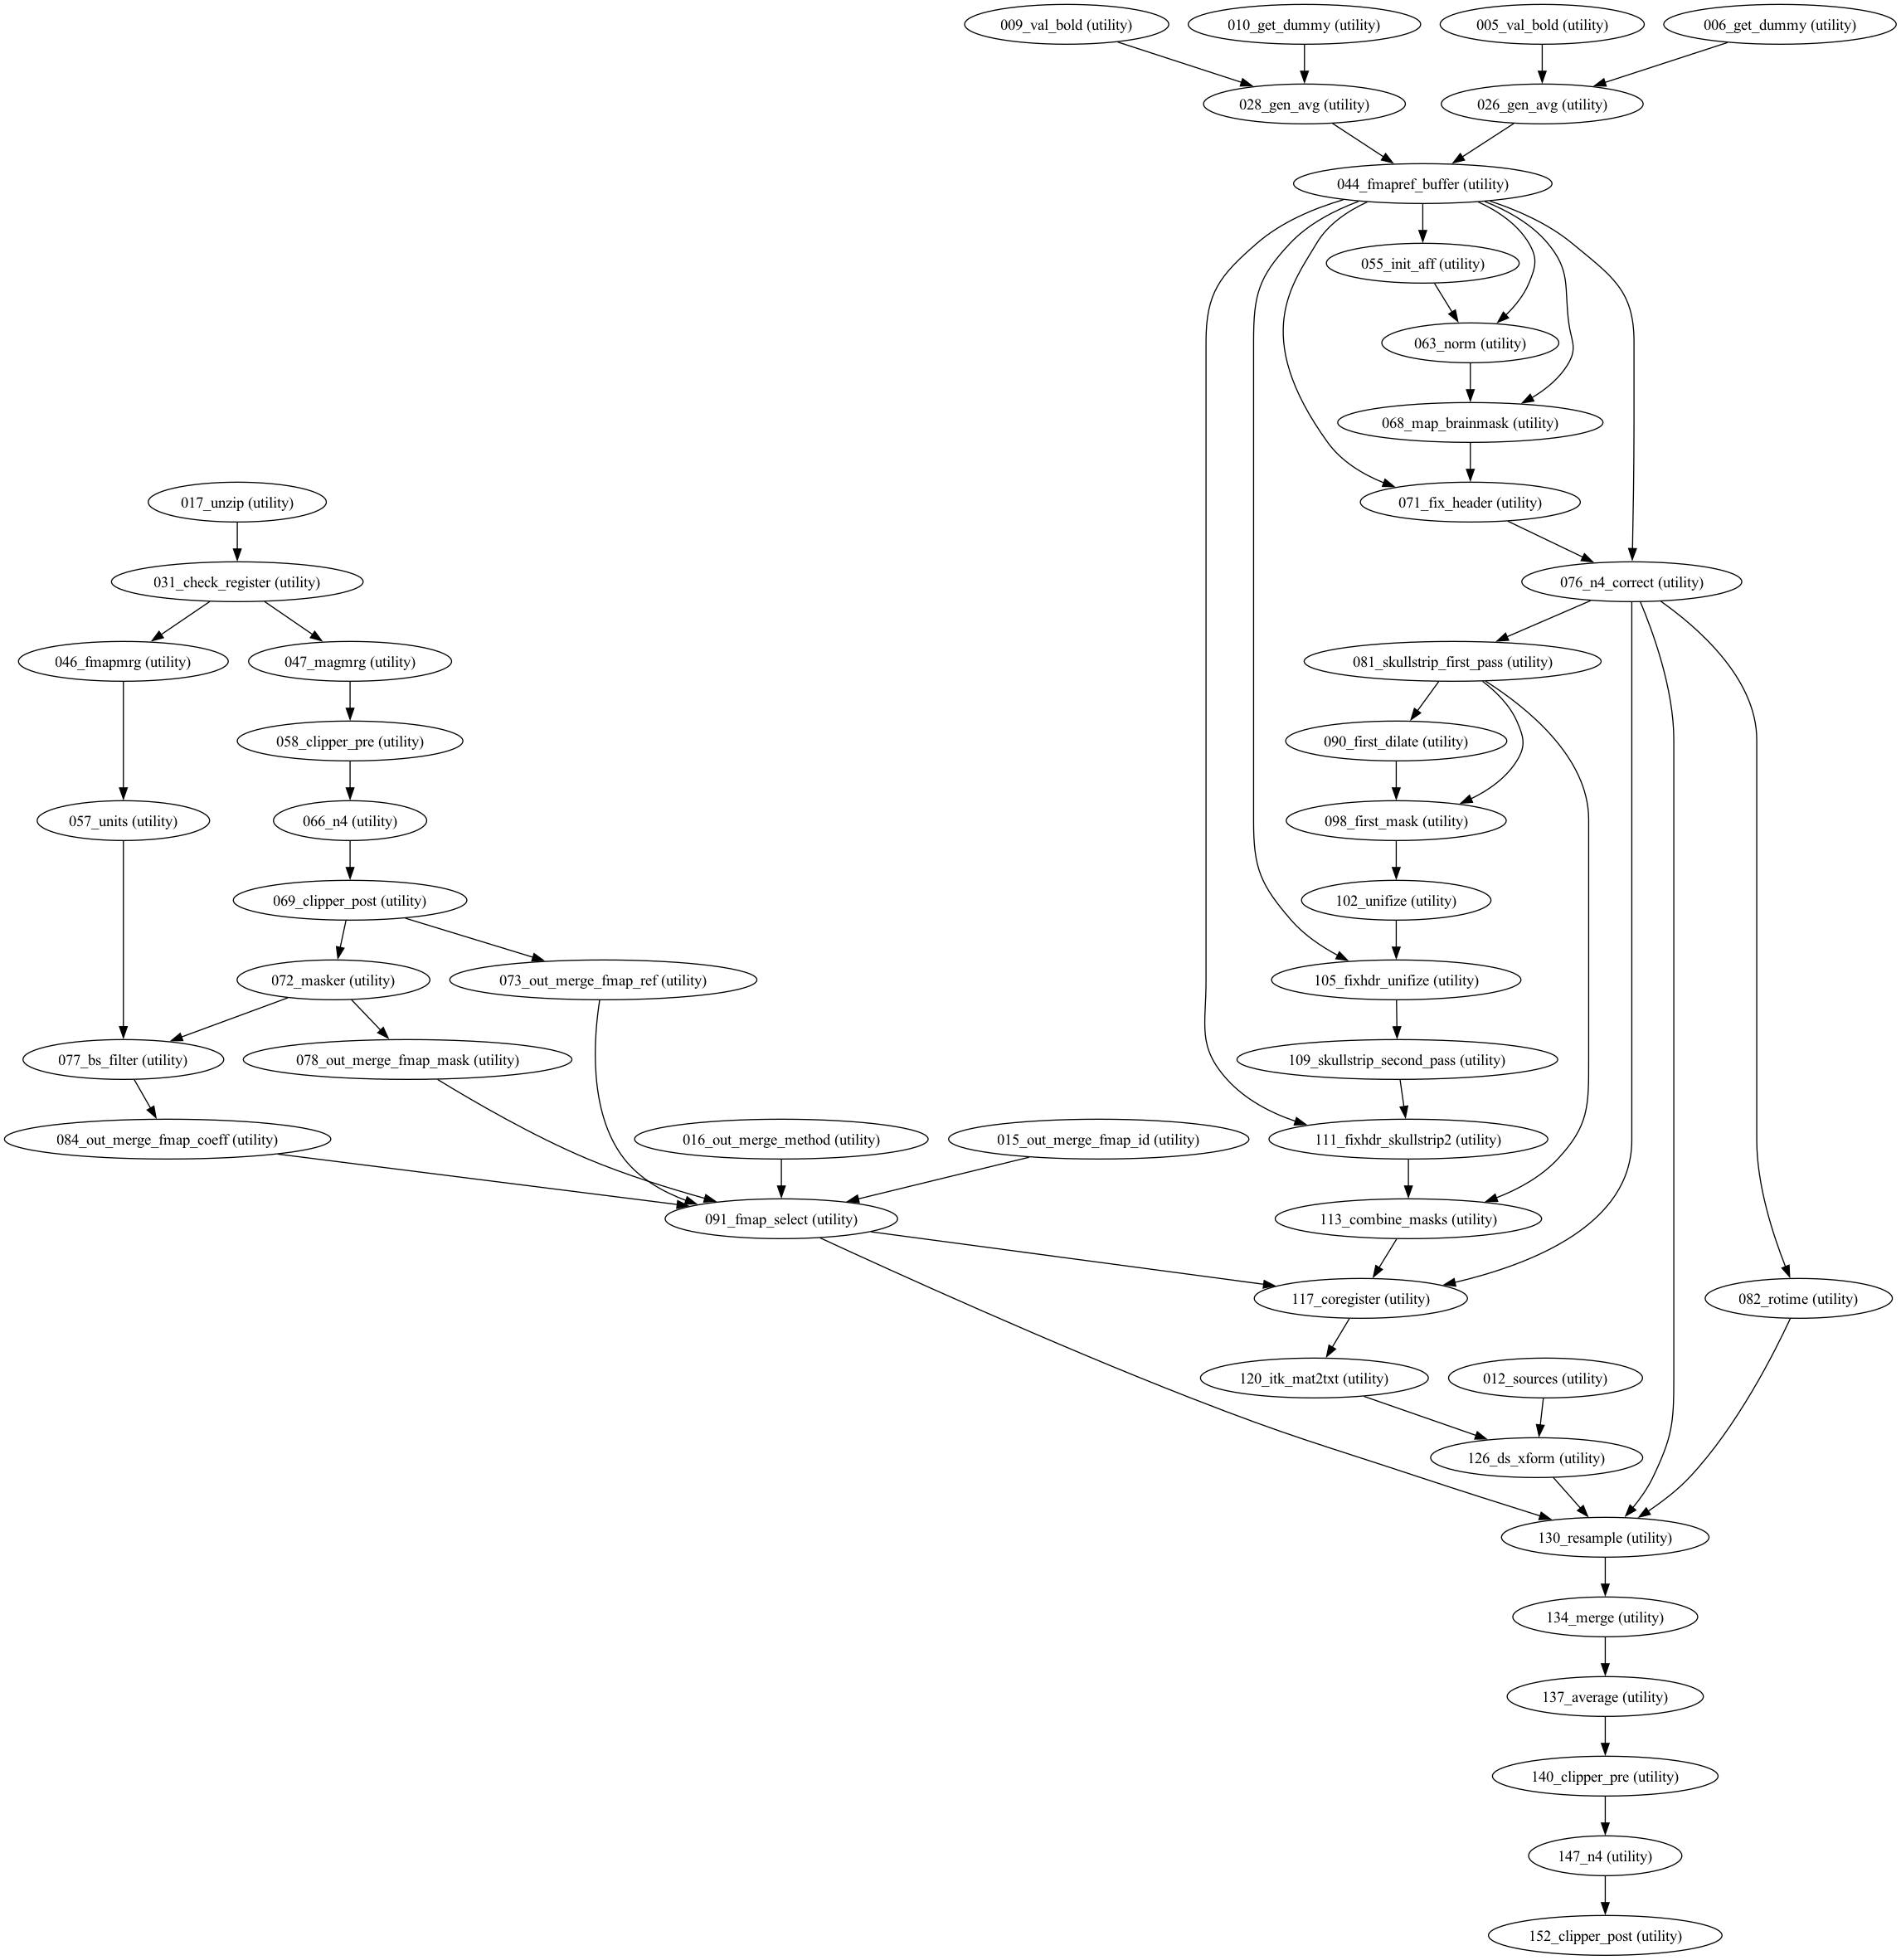 009_val_bold (utility)
010_get_dummy (utility)
005_val_bold (utility)
006_get_dummy (utility)
028_gen_avg (utility)
026_gen_avg (utility)
044_fmapref_buffer (utility)
055_init_aff (utility)
063_norm (utility)
068_map_brainmask (utility)
017_unzip (utility)
071_fix_header (utility)
031_check_register (utility)
076_n4_correct (utility)
046_fmapmrg (utility)
047_magmrg (utility)
081_skullstrip_first_pass (utility)
058_clipper_pre (utility)
090_first_dilate (utility)
057_units (utility)
066_n4 (utility)
098_first_mask (utility)
069_clipper_post (utility)
102_unifize (utility)
072_masker (utility)
073_out_merge_fmap_ref (utility)
105_fixhdr_unifize (utility)
077_bs_filter (utility)
078_out_merge_fmap_mask (utility)
109_skullstrip_second_pass (utility)
084_out_merge_fmap_coeff (utility)
016_out_merge_method (utility)
015_out_merge_fmap_id (utility)
111_fixhdr_skullstrip2 (utility)
091_fmap_select (utility)
113_combine_masks (utility)
117_coregister (utility)
082_rotime (utility)
120_itk_mat2txt (utility)
012_sources (utility)
126_ds_xform (utility)
130_resample (utility)
134_merge (utility)
137_average (utility)
140_clipper_pre (utility)
147_n4 (utility)
152_clipper_post (utility)